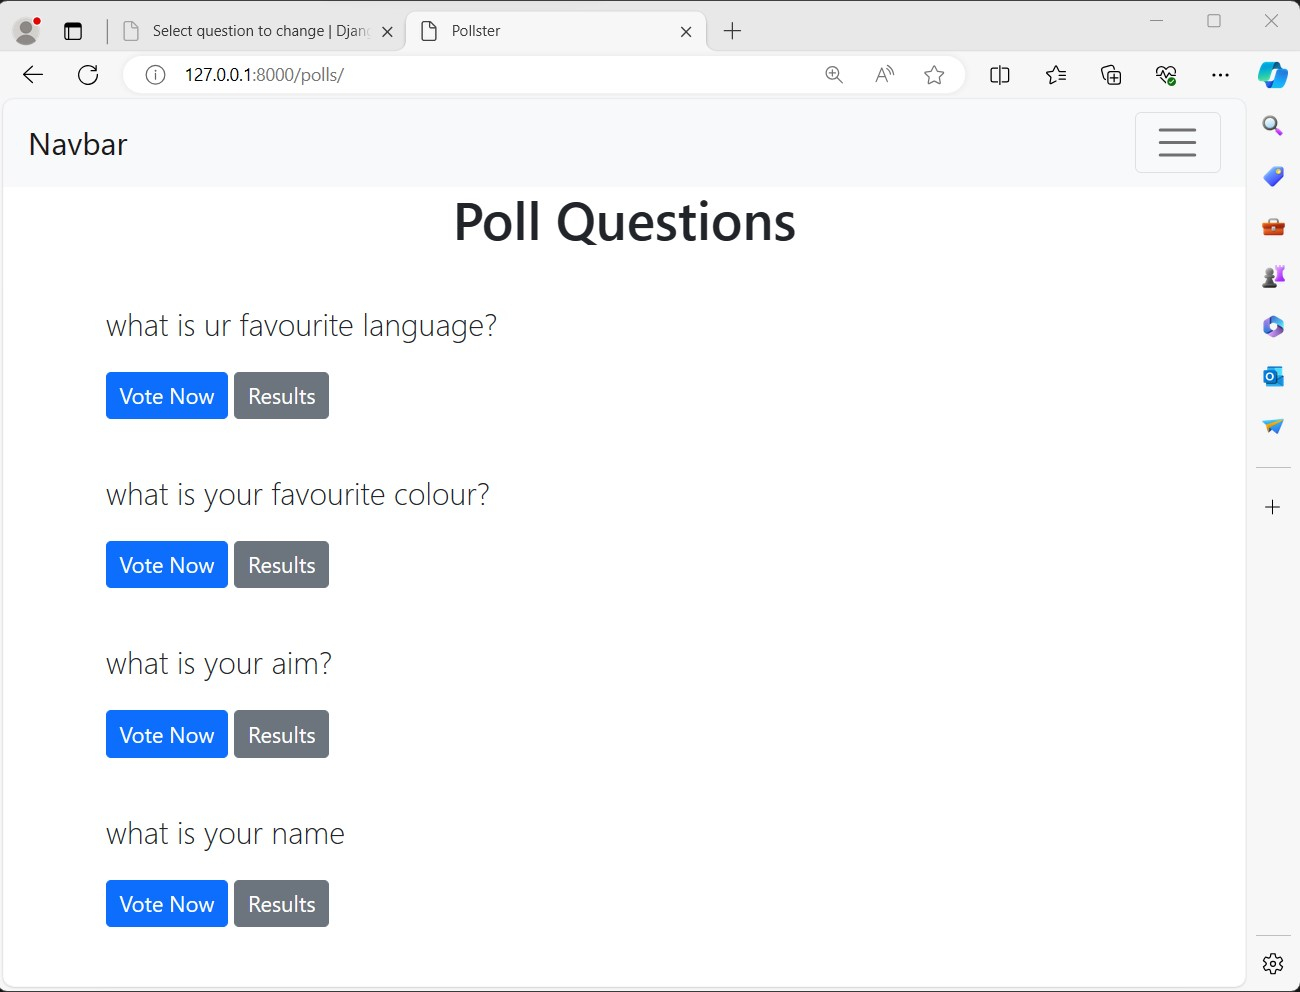 Select question to change | Djan
Pollster
127.0.0.1:8000/polls/
Navbar
Poll Questions
what is ur favourite language?
Vote Now Results
what is your favourite colour?
Vote Now Results
what is your aim?
Vote Now Results
what is your name
Vote Now Results